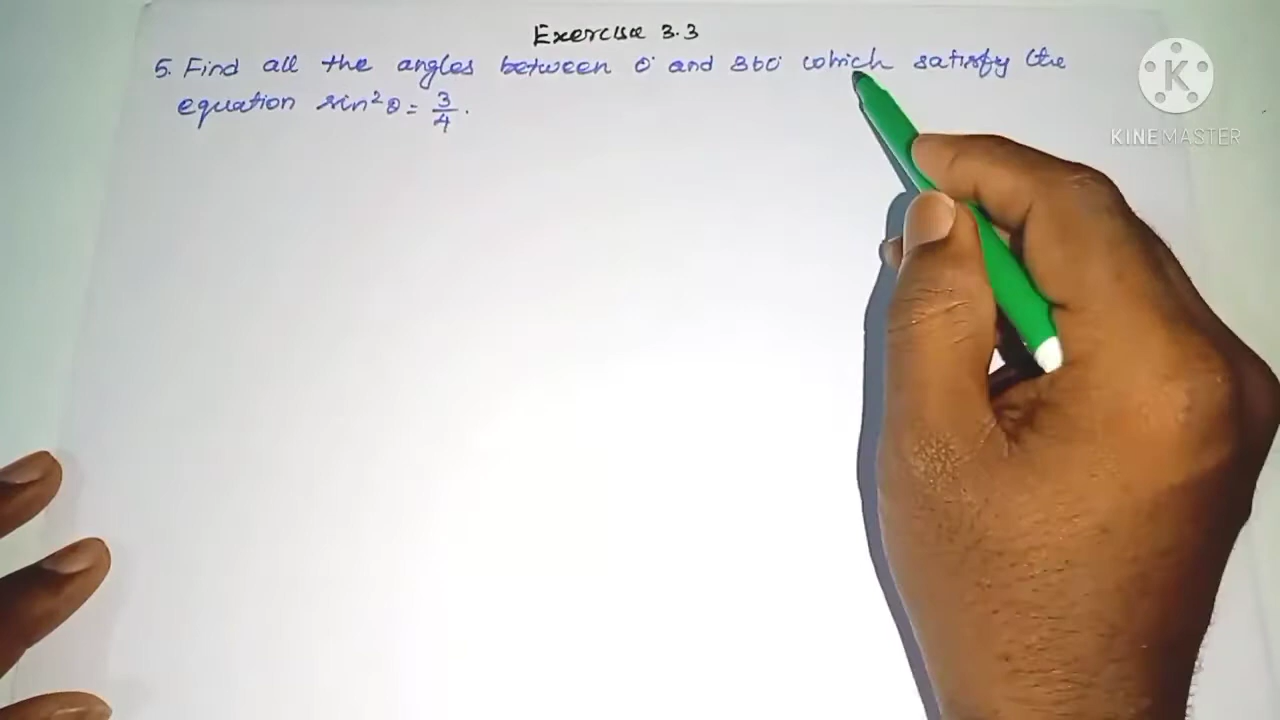 Exercise 3.3
5. Find all the angles between 0° and 360° which satisfy the
equation sin²θ = 3/4.
K
KINEMASTER